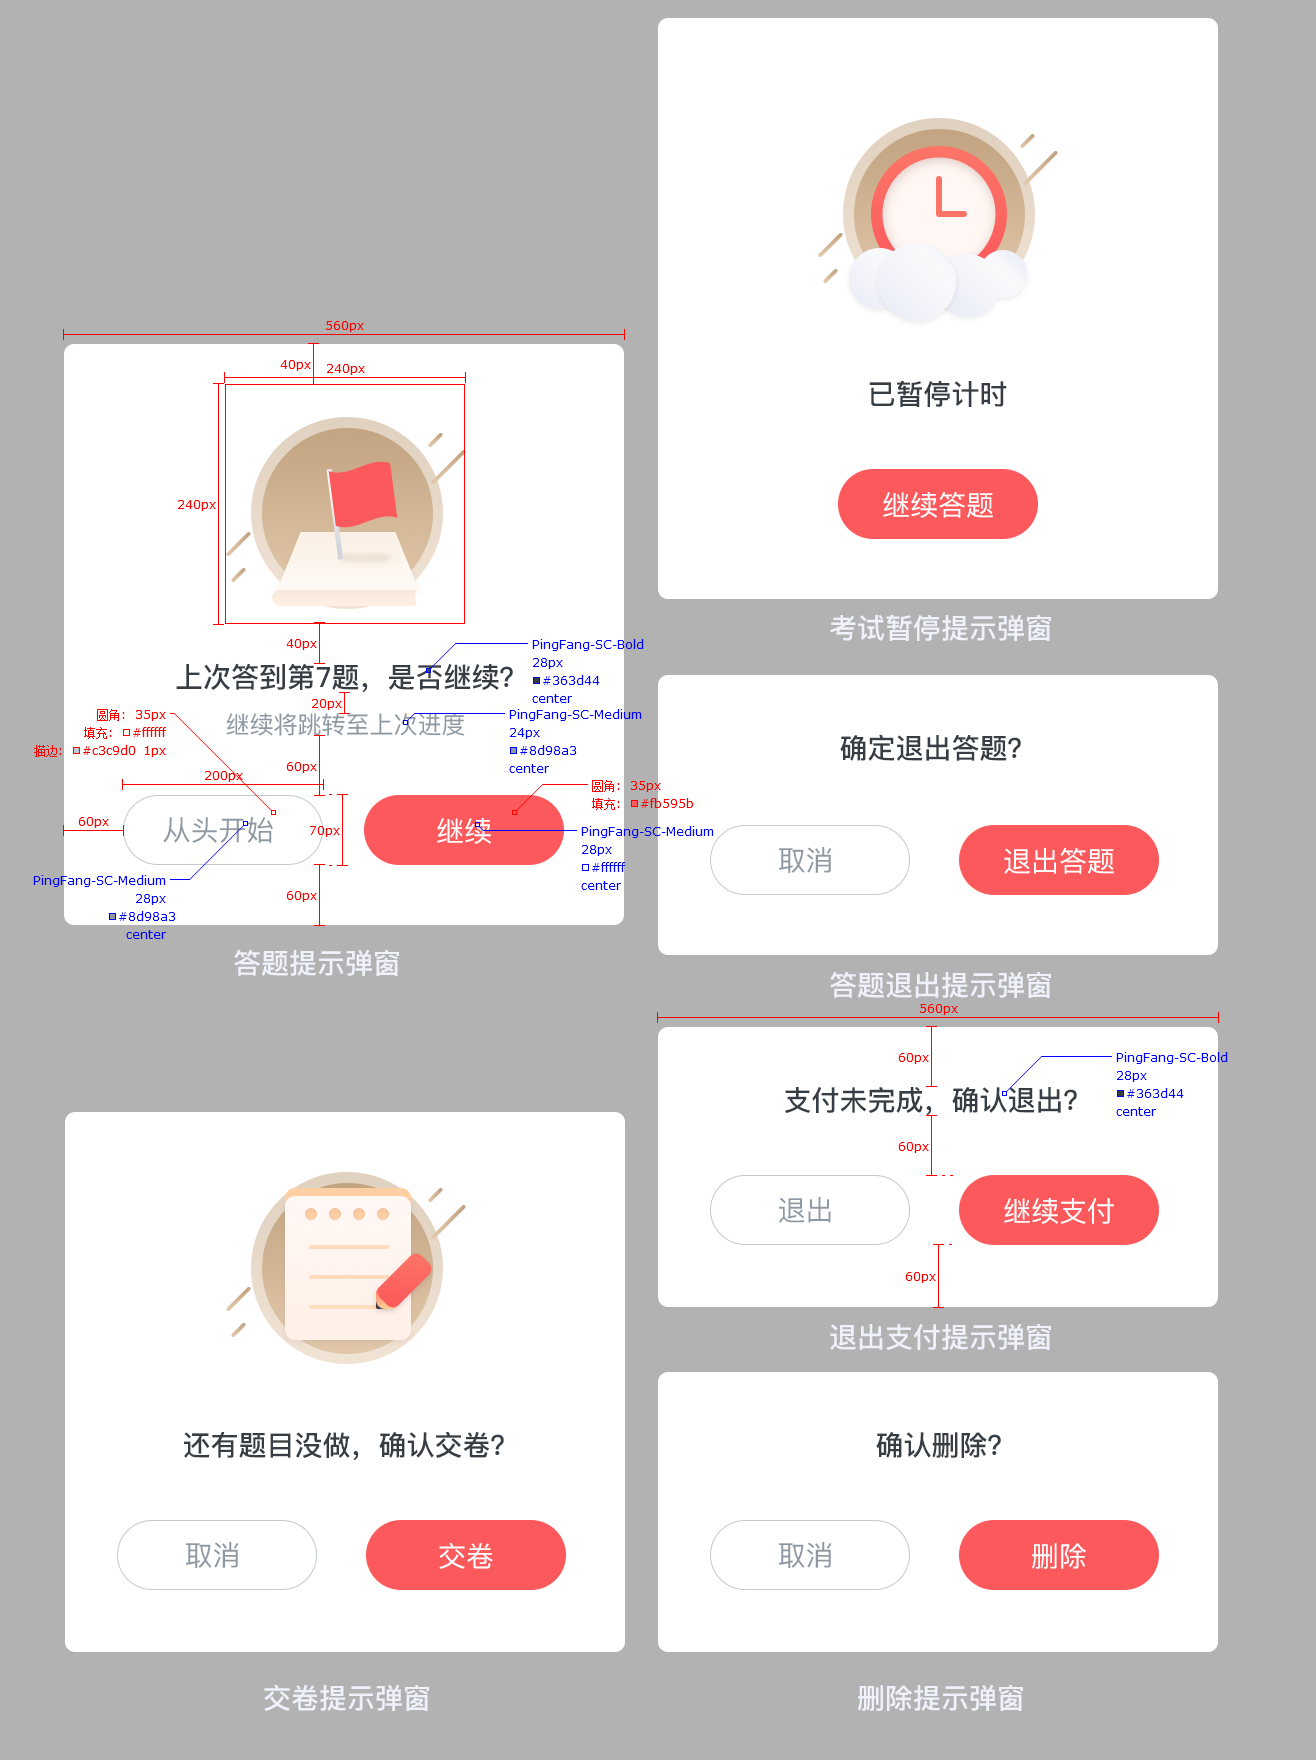 560px
40px
240px
240px
40px
PingFang-SC-Bold
28px
#363d44
center
上次答到第7题，是否继续?
20px
继续将跳转至上次进度
PingFang-SC-Medium
24px
#8d98a3
center
圆角：35px
填充：#ffffff
描边：#c3c9d0 1px
60px
200px
圆角：35px
填充：#fb595b
60px
从头开始
70px
继续
PingFang-SC-Medium
28px
#ffffff
center
PingFang-SC-Medium
28px
#8d98a3
center
60px
答题提示弹窗
还有题目没做，确认交卷?
取消
交卷
交卷提示弹窗
已暂停计时
继续答题
考试暂停提示弹窗
确定退出答题?
取消
退出答题
答题退出提示弹窗
560px
60px
PingFang-SC-Bold
28px
#363d44
center
支付未完成，确认退出?
60px
退出
继续支付
60px
退出支付提示弹窗
确认删除?
取消
删除
删除提示弹窗